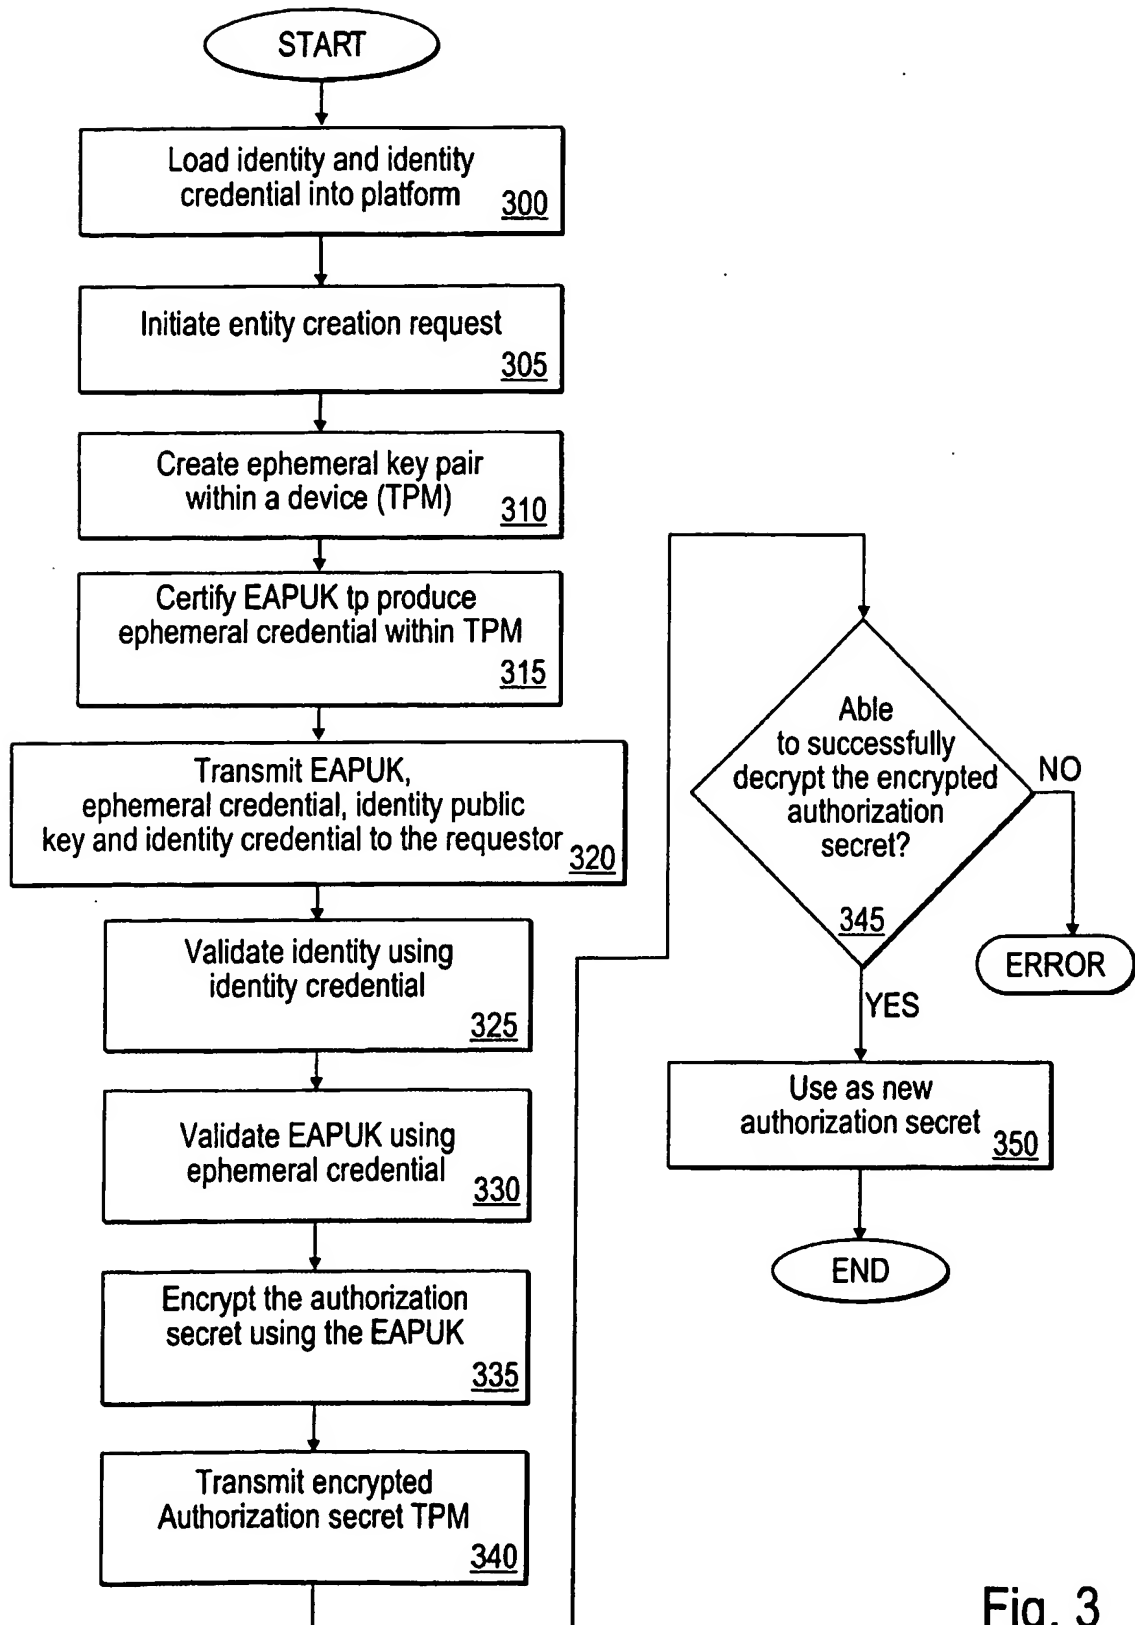 START
Load identity and identity
credential into platform
300
Initiate entity creation request
305
Create ephemeral key pair
within a device (TPM)
310
Certify EAPUK tp produce
ephemeral credential within TPM
315
Transmit EAPUK,
ephemeral credential, identity public
key and identity credential to the requestor
320
Validate identity using
identity credential
325
Validate EAPUK using
ephemeral credential
330
Encrypt the authorization
secret using the EAPUK
335
Transmit encrypted
Authorization secret TPM
340
Able
to successfully
decrypt the encrypted
authorization
secret?
345
NO
ERROR
YES
Use as new
authorization secret
350
END
Fig. 3